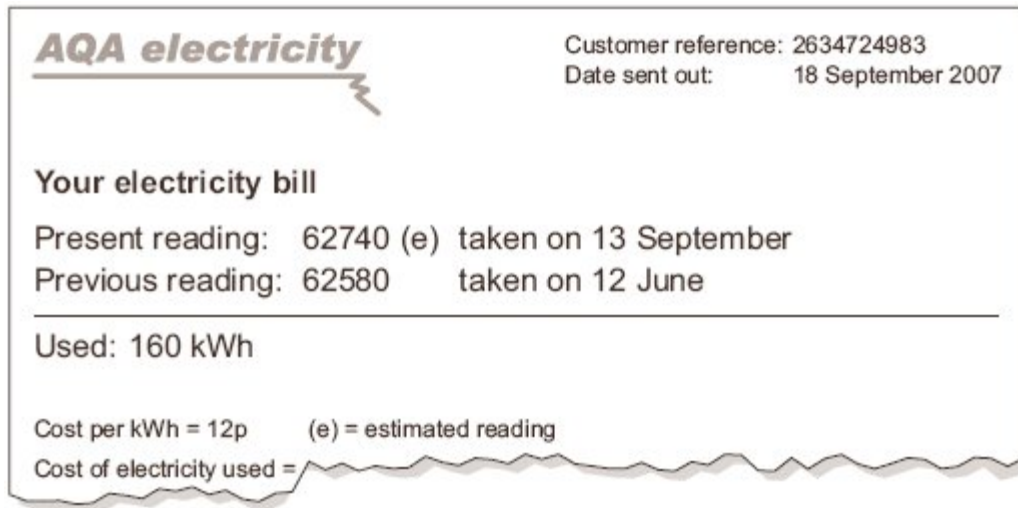 AQA electricity
Customer reference: 2634724983
Date sent out: 18 September 2007
Your electricity bill
Present reading: 62740 (e) taken on 13 September
Previous reading: 62580 taken on 12 June
Used: 160 kWh
Cost per kWh = 12p (e) = estimated reading
Cost of electricity used =